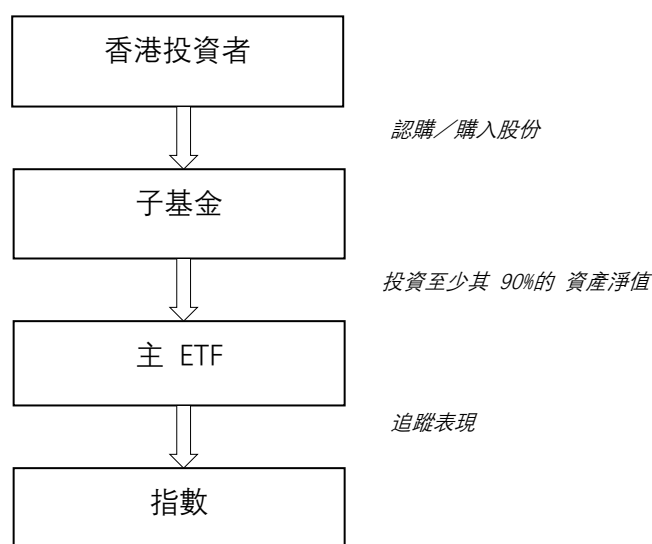 香港投資者
認購／購入股份
子基金
投資至少其 90%的 資產淨值
主 ETF
追蹤表現
指數